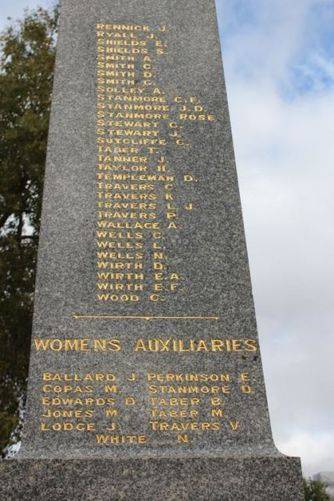 RENNICK J.
RYALL J.
SHIELDS E.
SHIELDS S.
SMITH A.
SMITH C.
SMITH D.
SMITH G.
SOLLEY A.
STANMORE C.F.
STANMORE J.D.
STANMORE ROSE
STEWART G.
STEWART J.
SUTCLIFFE C.
TABER T.
TANNER J.
TAYLOR H.
TEMPLEMAN D.
TRAVERS C.
TRAVERS K.
TRAVERS L.J.
TRAVERS P.
WALLACE A.
WELLS C.
WELLS L.
WELLS N.
WIRTH D.
WIRTH E.A.
WIRTH E.F.
WOOD C.
WOMENS AUXILIARIES
BALLARD J. PERKINSON E.
COPAS M. STANMORE U.
EDWARDS D. TABER B.
JONES M. TABER M.
LODGE J. TRAVERS V.
WHITE N.